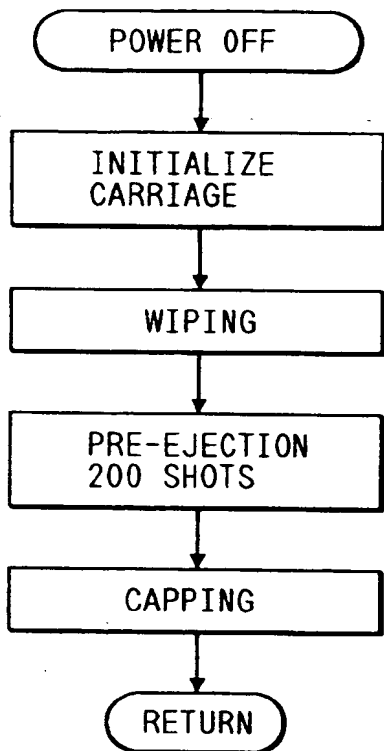 POWER OFF
INITIALIZE
CARRIAGE
WIPING
PRE-EJECTION
200 SHOTS
CAPPING
RETURN